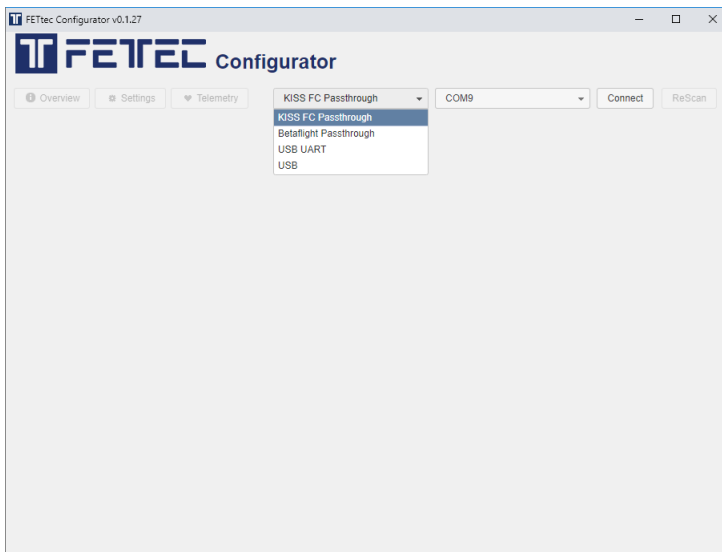 FETtec Configurator v0.1.27
FETTEC Configurator
Overview Settings Telemetry KISS FC Passthrough COM9 Connect ReScan
KISS FC Passthrough
Betaflight Passthrough
USB UART
USB